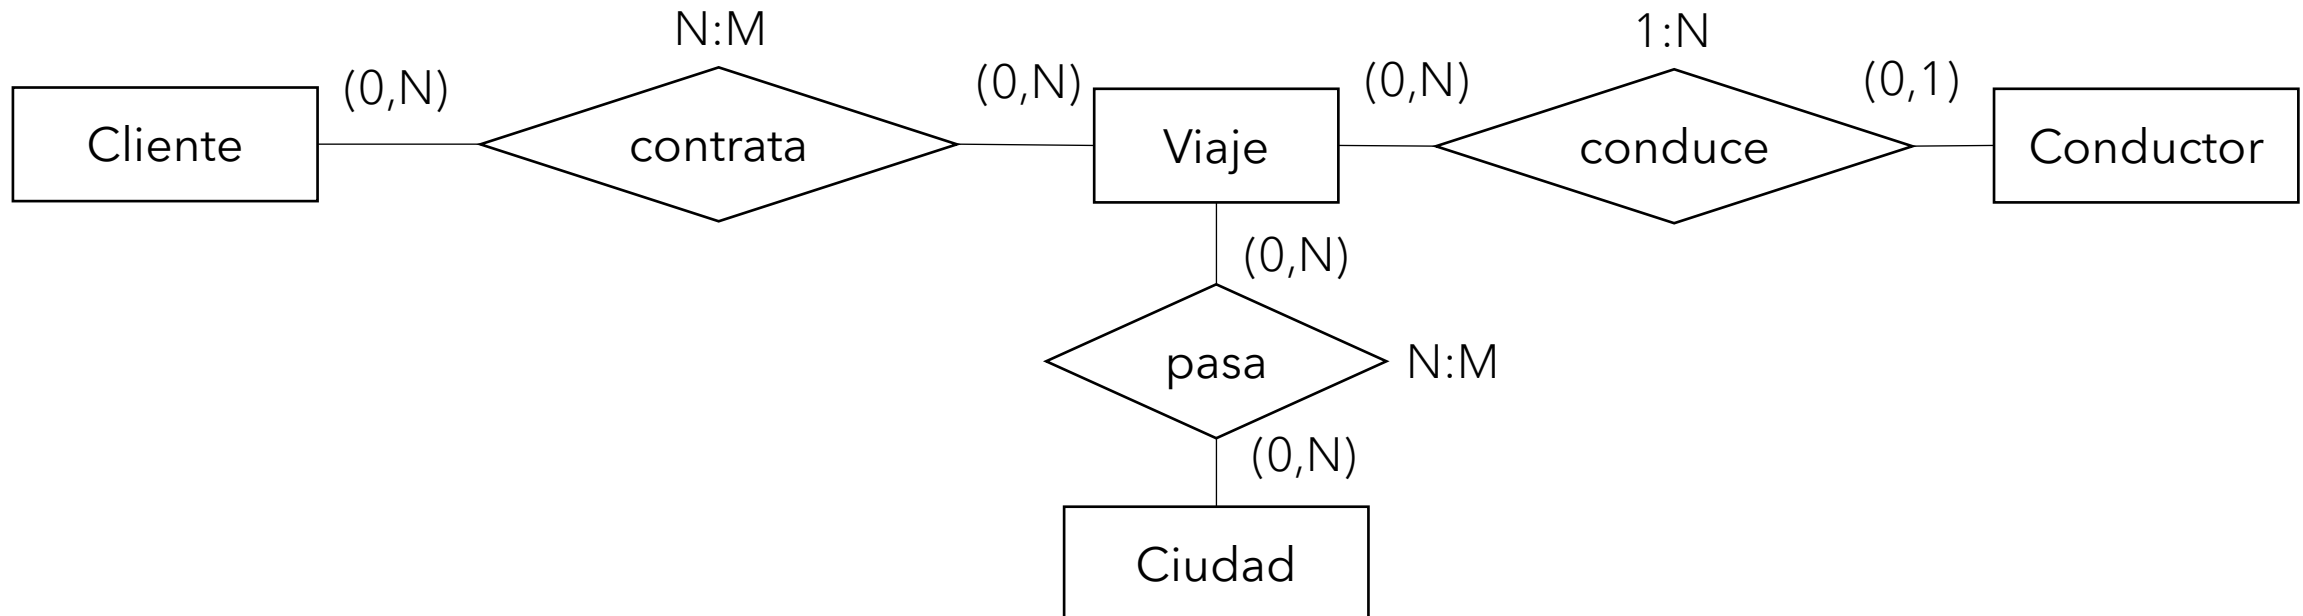 N:M
1:N
(0,N)
(0,N)
(0,N)
(0,1)
Cliente
contrata
Viaje
conduce
Conductor
(0,N)
pasa
N:M
(0,N)
Ciudad